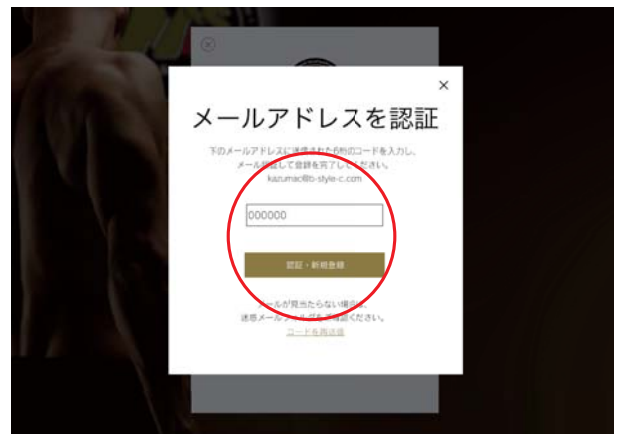 メールアドレスを認証
下のメールアドレスに送信された6桁のコードを入力し、
メール認証して登録を完了してください。
kazumac@b-style-c.com
000000
認証・新規登録
メールが見当たらない場合は、
迷惑メールフォルダをご確認ください。
コードを再送信